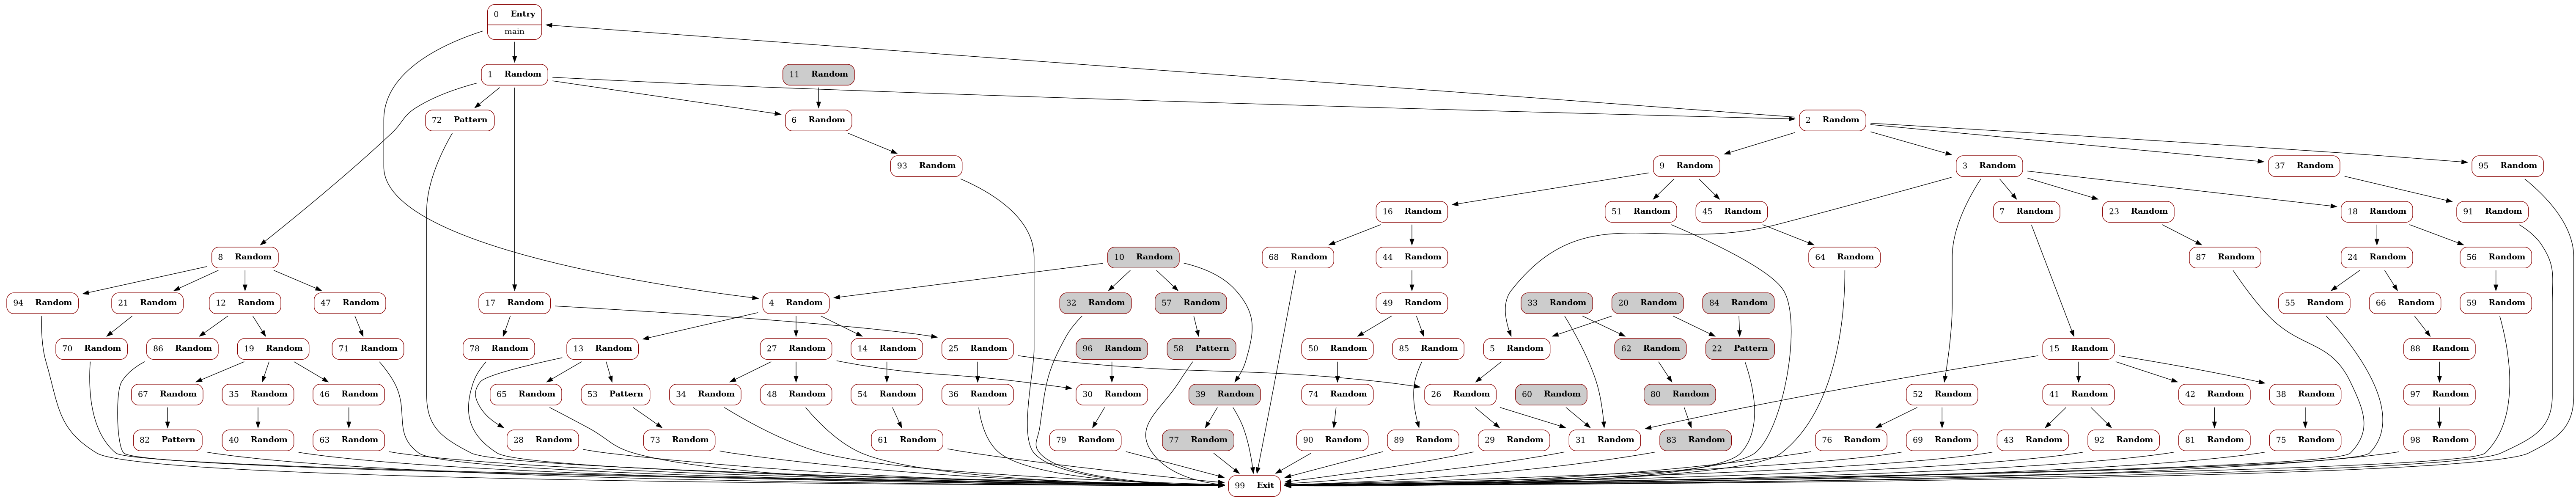 0 Entry
main
1 Random
11 Random
72 Pattern
6 Random
2 Random
93 Random
9 Random
3 Random
37 Random
95 Random
16 Random
51 Random
45 Random
7 Random
23 Random
18 Random
91 Random
8 Random
10 Random
68 Random
44 Random
64 Random
87 Random
24 Random
56 Random
94 Random
21 Random
12 Random
47 Random
17 Random
4 Random
32 Random
57 Random
49 Random
33 Random
20 Random
84 Random
55 Random
66 Random
59 Random
70 Random
86 Random
19 Random
71 Random
78 Random
13 Random
27 Random
14 Random
25 Random
96 Random
58 Pattern
50 Random
85 Random
5 Random
62 Random
22 Pattern
15 Random
88 Random
67 Random
35 Random
46 Random
65 Random
53 Pattern
34 Random
48 Random
54 Random
36 Random
30 Random
39 Random
74 Random
26 Random
60 Random
80 Random
52 Random
41 Random
42 Random
38 Random
97 Random
82 Pattern
40 Random
63 Random
28 Random
73 Random
61 Random
79 Random
77 Random
90 Random
89 Random
29 Random
31 Random
83 Random
76 Random
69 Random
43 Random
92 Random
81 Random
75 Random
98 Random
99 Exit